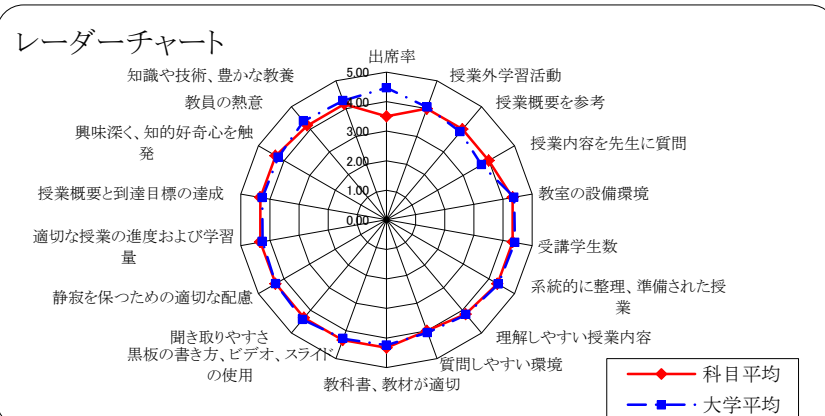 レーダーチャート
出席率
授業外学習活動
授業概要を参考
授業内容を先生に質問
教室の設備環境
受講学生数
系統的に整理、準備された授
業
理解しやすい授業内容
質問しやすい環境
教科書、教材が適切
黒板の書き方、ビデオ、スライド
の使用
聞き取りやすさ
静寂を保つための適切な配慮
適切な授業の進度および学習
量
授業概要と到達目標の達成
興味深く、知的好奇心を触
発
教員の熱意
知識や技術、豊かな教養
5.00
4.00
3.00
2.00
1.00
0.00
科目平均
大学平均